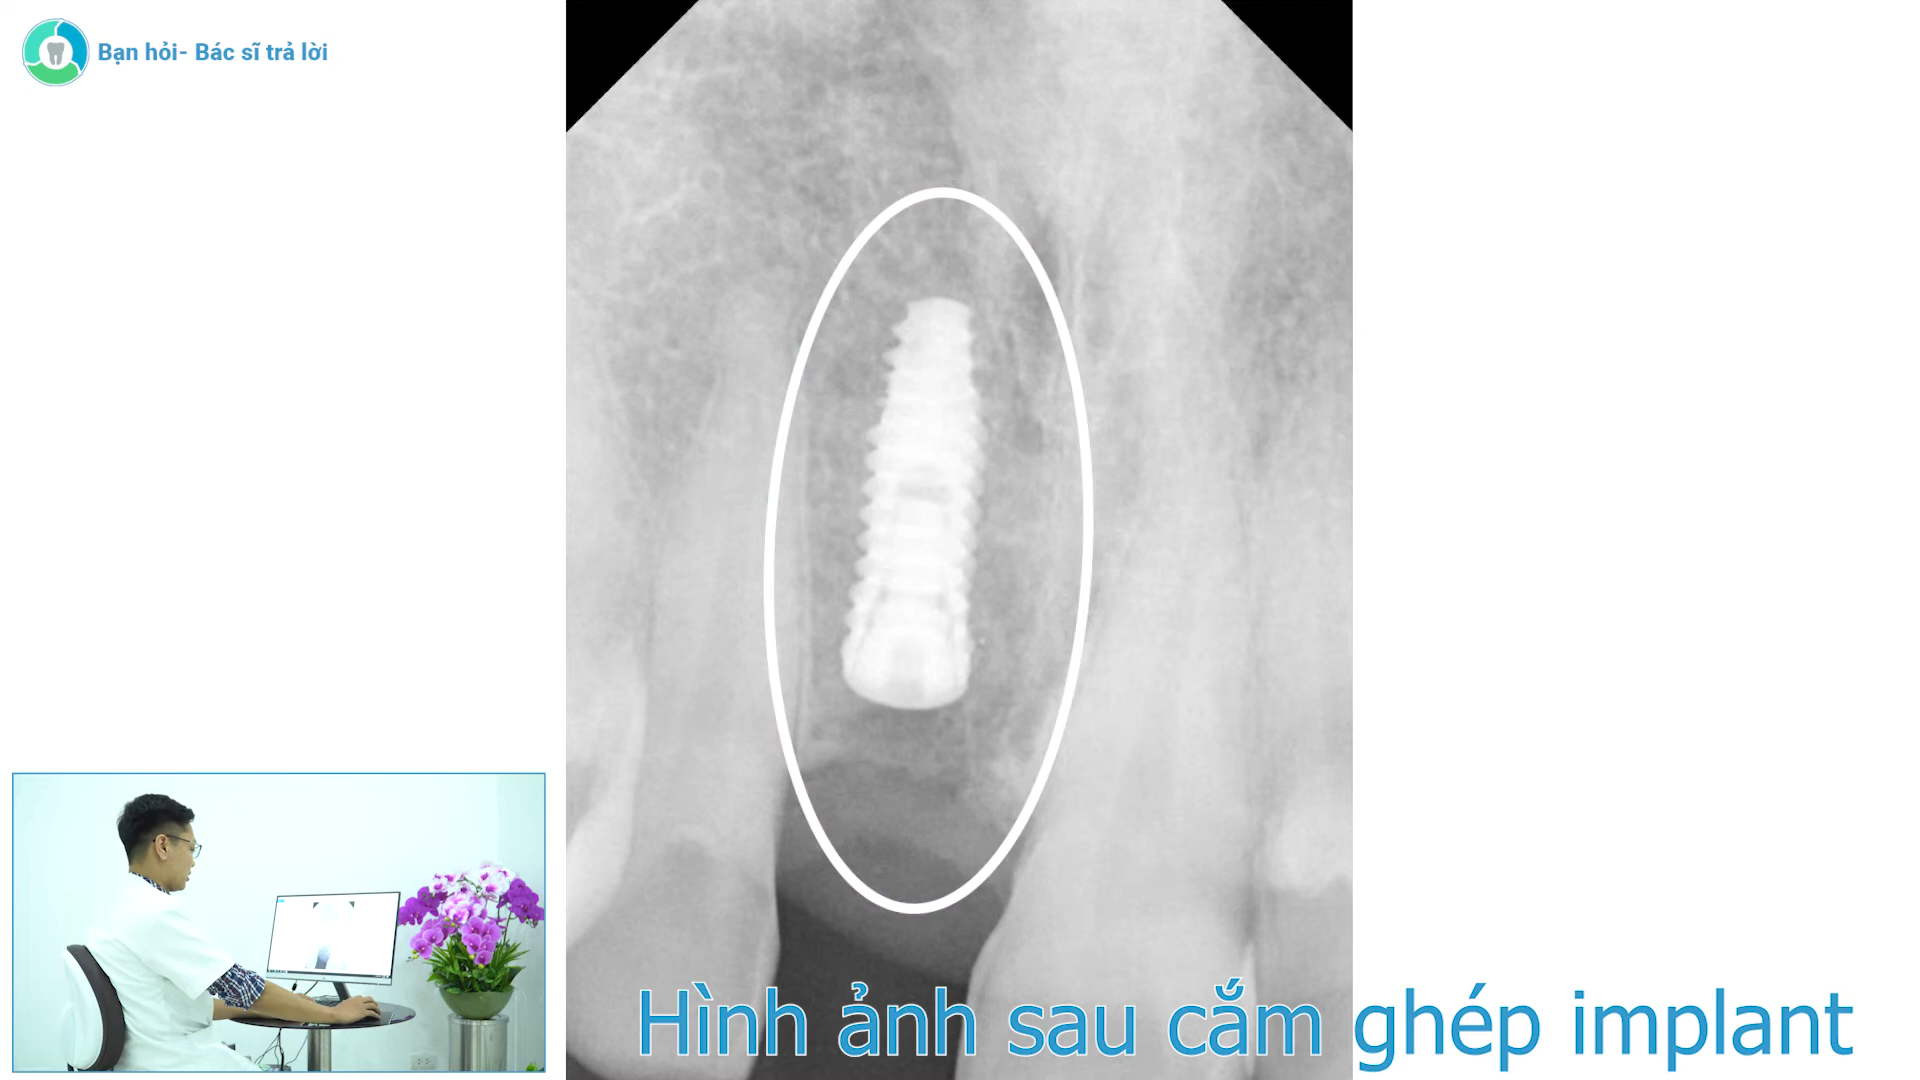 Bạn hỏi- Bác sĩ trả lời
Hình ảnh sau cắm ghép implant